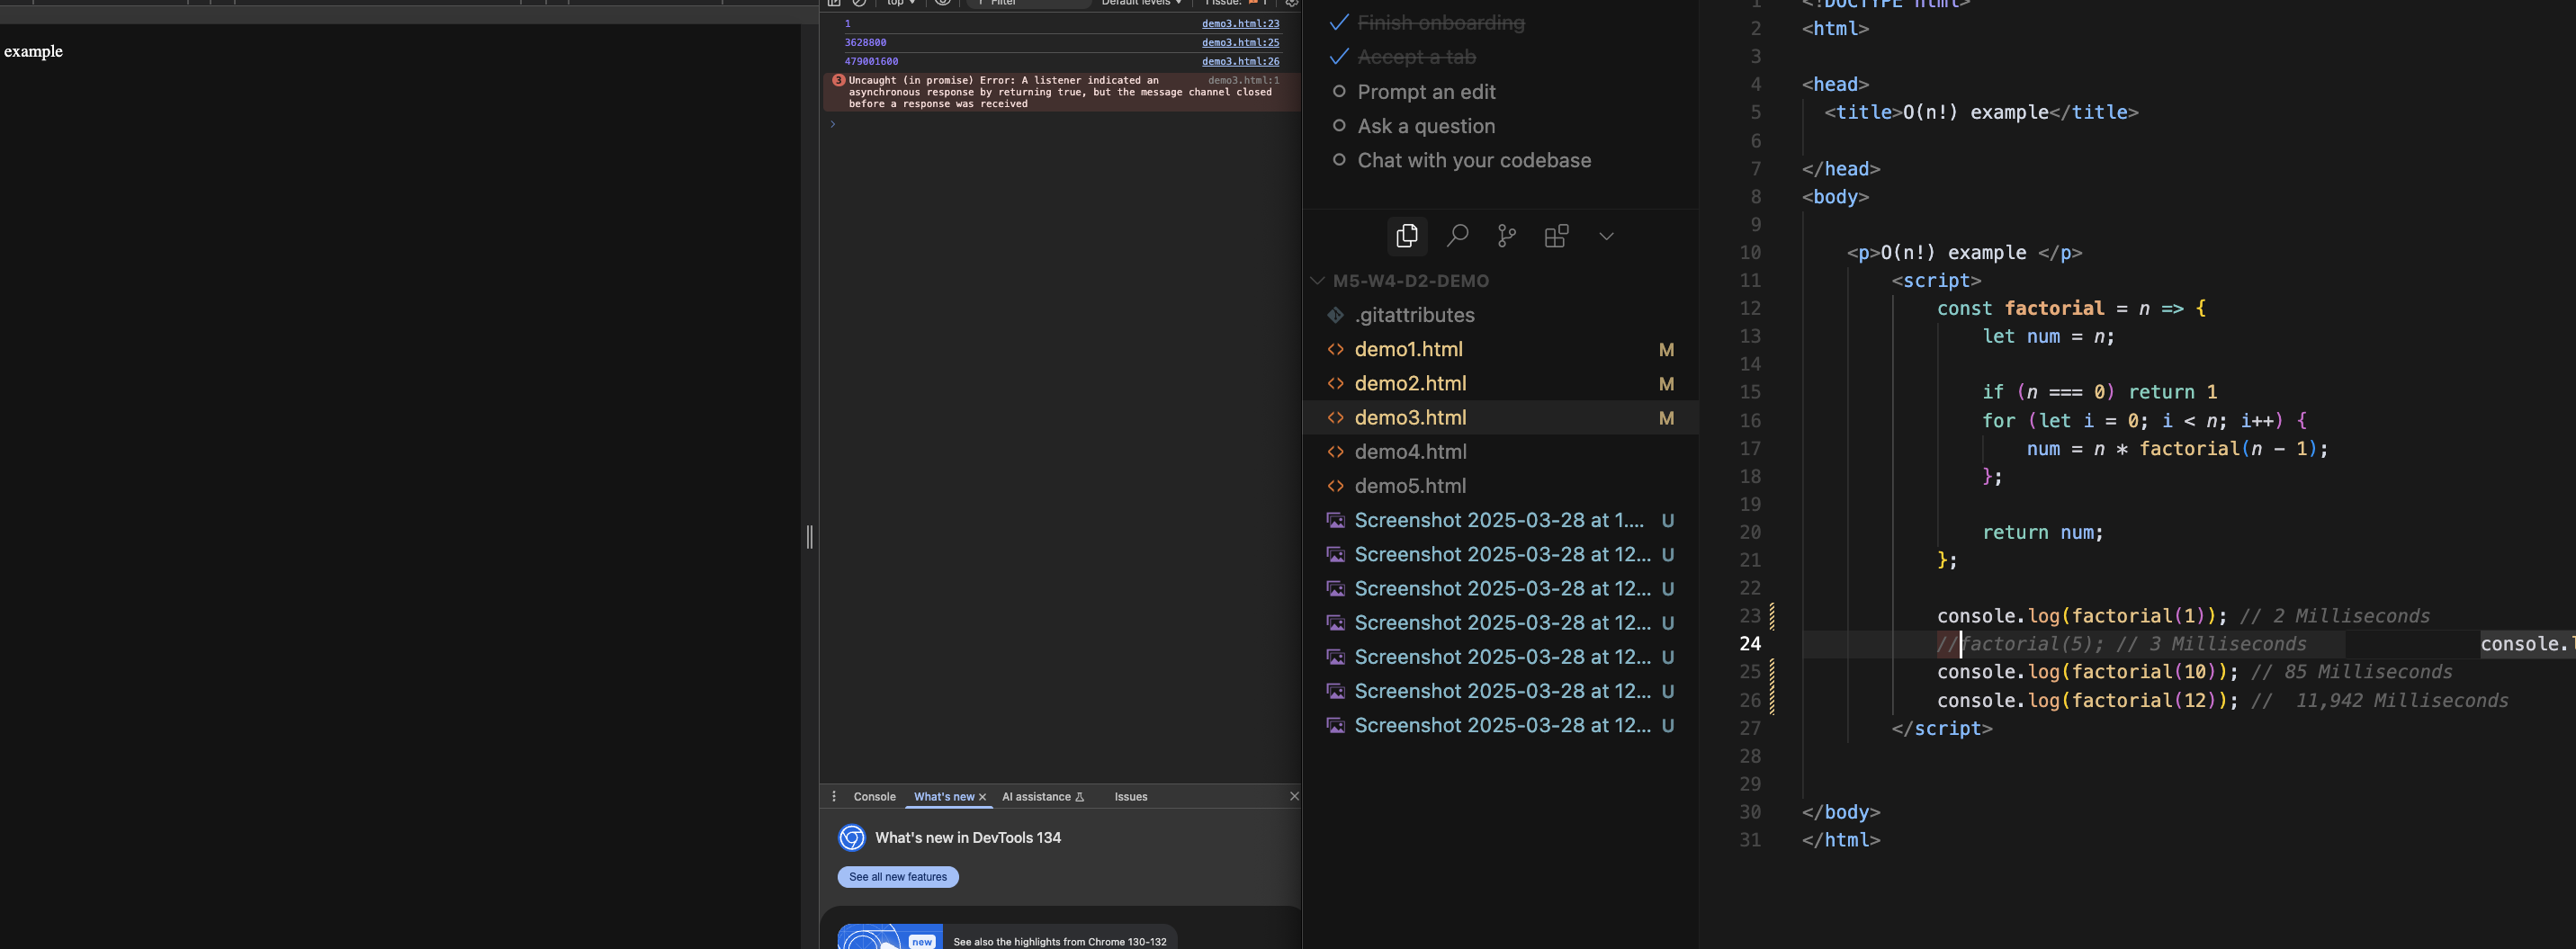 example
top
Filter
Default levels
1 Issue: 1
1 demo3.html:23
3628800 demo3.html:25
479001600 demo3.html:26
3 Uncaught (in promise) Error: A listener indicated an demo3.html:1
asynchronous response by returning true, but the message channel closed
before a response was received
>
Console What's new AI assistance Issues
What's new in DevTools 134
See all new features
new See also the highlights from Chrome 130-132
Finish onboarding
Accept a tab
Prompt an edit
Ask a question
Chat with your codebase
M5-W4-D2-DEMO
.gitattributes
demo1.html M
demo2.html M
demo3.html M
demo4.html
demo5.html
Screenshot 2025-03-28 at 1.... U
Screenshot 2025-03-28 at 12... U
Screenshot 2025-03-28 at 12... U
Screenshot 2025-03-28 at 12... U
Screenshot 2025-03-28 at 12... U
Screenshot 2025-03-28 at 12... U
Screenshot 2025-03-28 at 12... U
1 <!DOCTYPE html>
2 <html>
3
4 <head>
5 <title>O(n!) example</title>
6
7 </head>
8 <body>
9
10 <p>O(n!) example </p>
11 <script>
12 const factorial = n => {
13 let num = n;
14
15 if (n === 0) return 1
16 for (let i = 0; i < n; i++) {
17 num = n * factorial(n - 1);
18 };
19
20 return num;
21 };
22
23 console.log(factorial(1)); // 2 Milliseconds
24 //factorial(5); // 3 Milliseconds console.
25 console.log(factorial(10)); // 85 Milliseconds
26 console.log(factorial(12)); // 11,942 Milliseconds
27 </script>
28
29
30 </body>
31 </html>